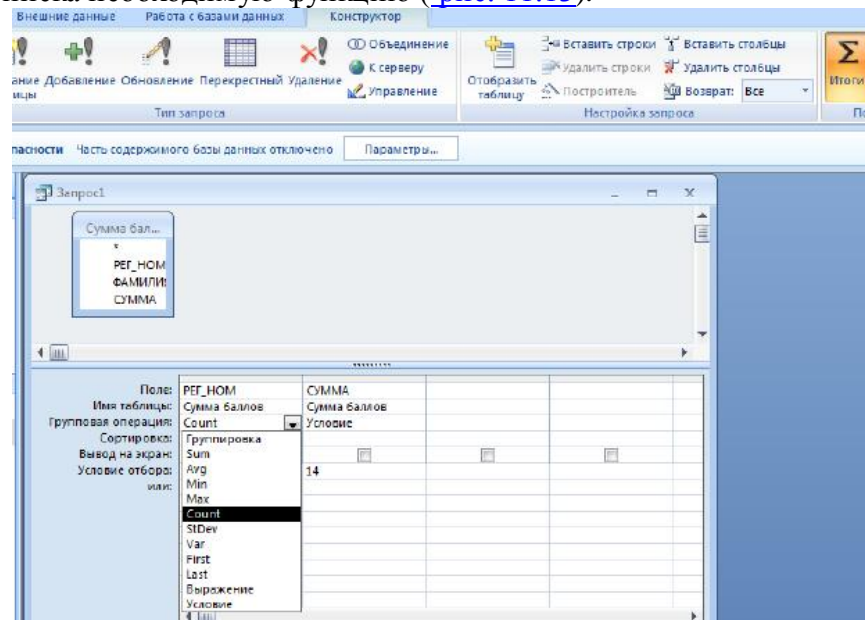 необходимую функцию (рис.
Внешние данные Работа с базами данных Конструктор
Объединение
К серверу
Управление
Добавление Обновление Перекрестный Удаление
Тип запроса
Отобразить таблицу
Вставить строки
Удалить строки
Построитель
Вставить столбцы
Удалить столбцы
Возврат: Все
Настройка запроса
Итоги
Часть содержимого базы данных отключено Параметры...
Запрос1
Сумма бал...
*
РЕГ_НОМ
ФАМИЛИ
СУММА
Поле: РЕГ_НОМ СУММА
Имя таблицы: Сумма баллов Сумма баллов
Групповая операция: Count Условие
Сортировка: Группировка
Вывод на экран: Sum
Условие отбора: Avg 14
или: Min
Max
Count
StDev
Var
First
Last
Выражение
Условие